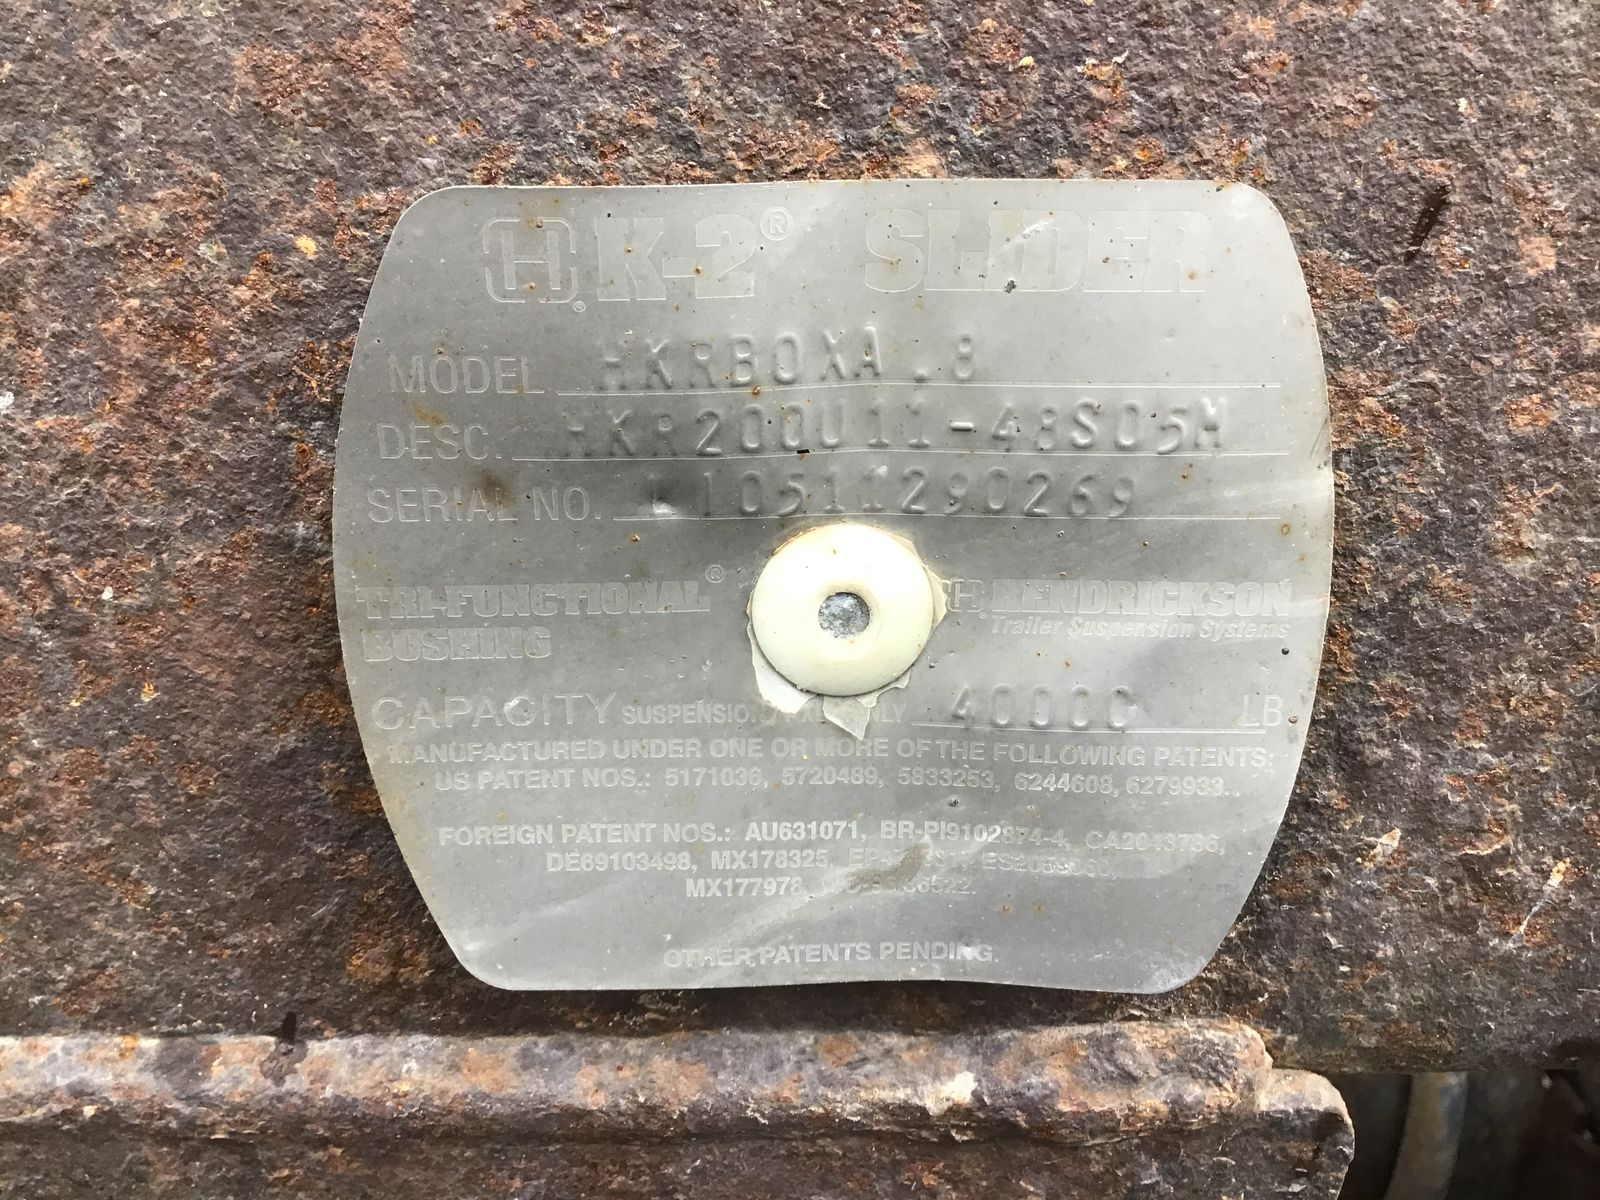 H® K-2® SLIDER
MODEL HKRBOXA.8
DESC. HKR200U11-48S05M
SERIAL NO.
TRI-FUNCTIONAL® BUSHING
H® HENDRICKSON
Trailer Suspension Systems
CAPACITY SUSPENSION 40000 LB
MANUFACTURED UNDER ONE OR MORE OF THE FOLLOWING PATENTS:
US PATENT NOS.: 5171036, 5720489, 5833253, 6244608, 6279933.
FOREIGN PATENT NOS.: AU631071, BR-PI9102874-4, CA2043736,
DE69103498, MX178325,
MX177978,
OTHER PATENTS PENDING.